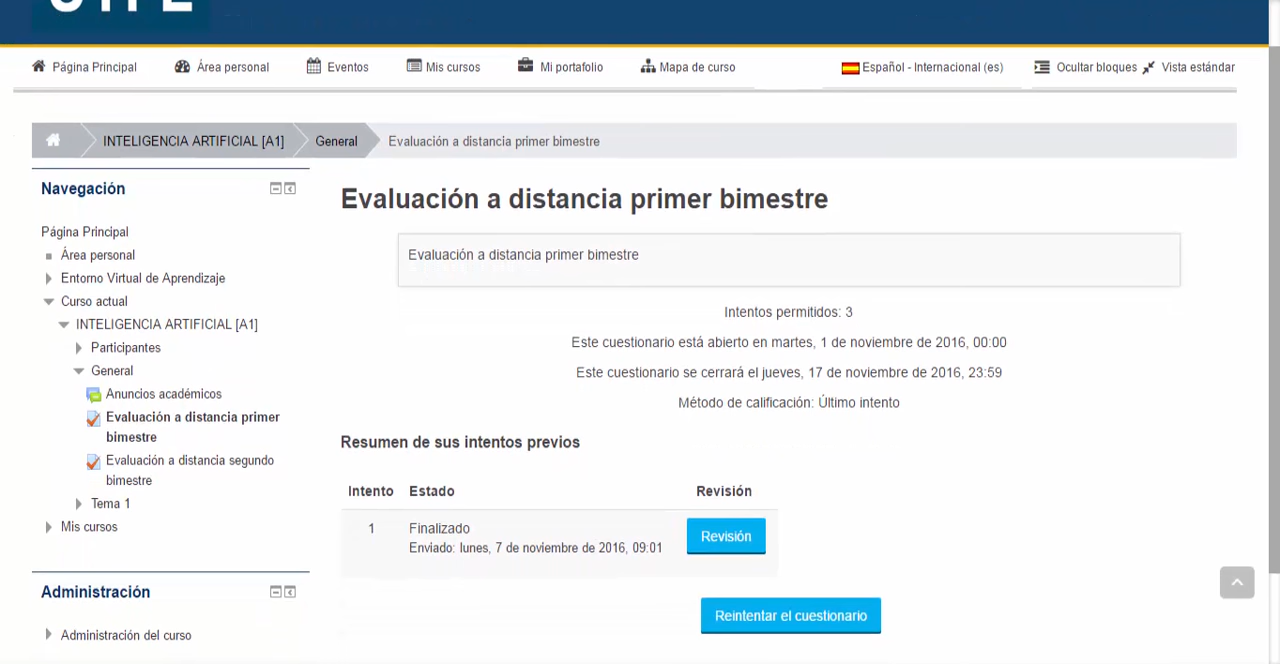 Página Principal
Área personal
Eventos
Mis cursos
Mi portafolio
Mapa de curso
Español - Internacional (es)
Ocultar bloques
Vista estándar
INTELIGENCIA ARTIFICIAL [A1]
General
Evaluación a distancia primer bimestre
Navegación
Página Principal
Área personal
Entorno Virtual de Aprendizaje
Curso actual
INTELIGENCIA ARTIFICIAL [A1]
Participantes
General
Anuncios académicos
Evaluación a distancia primer
bimestre
Evaluación a distancia segundo
bimestre
Tema 1
Mis cursos
Administración
Administración del curso
Evaluación a distancia primer bimestre
Evaluación a distancia primer bimestre
Intentos permitidos: 3
Este cuestionario está abierto en martes, 1 de noviembre de 2016, 00:00
Este cuestionario se cerrará el jueves, 17 de noviembre de 2016, 23:59
Método de calificación: Último intento
Resumen de sus intentos previos
Intento Estado Revisión
1 Finalizado
Enviado: lunes, 7 de noviembre de 2016, 09:01
Revisión
Reintentar el cuestionario